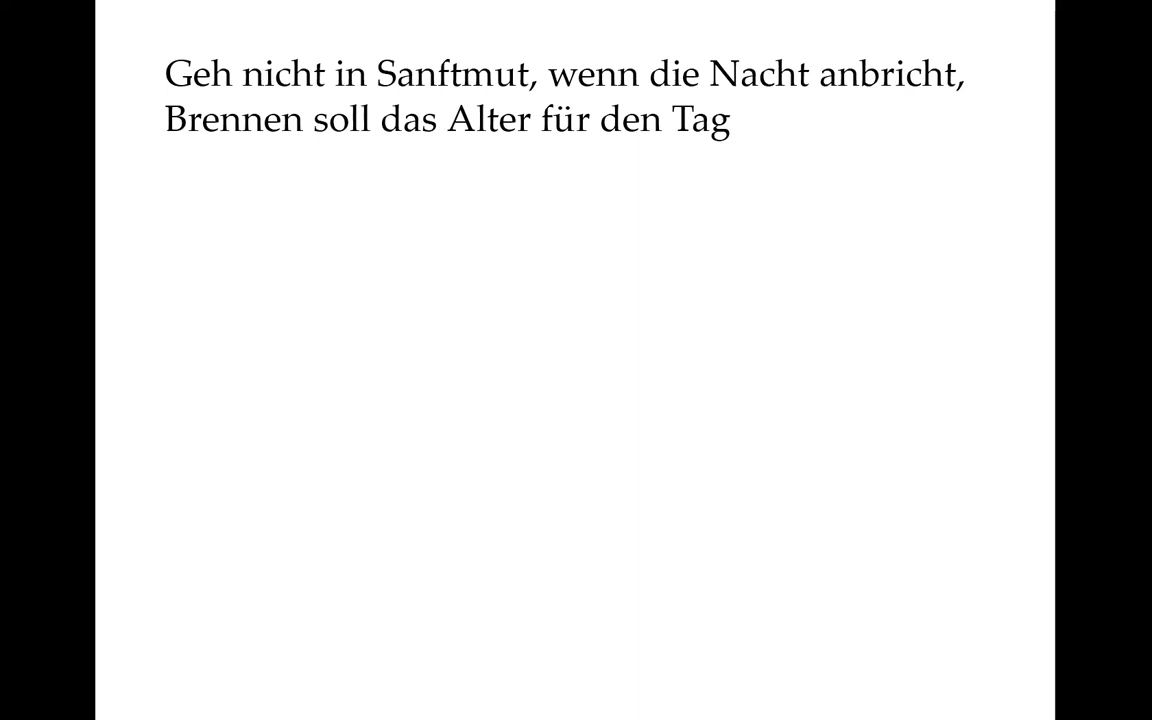 Geh nicht in Sanftmut, wenn die Nacht anbricht,
Brennen soll das Alter für den Tag